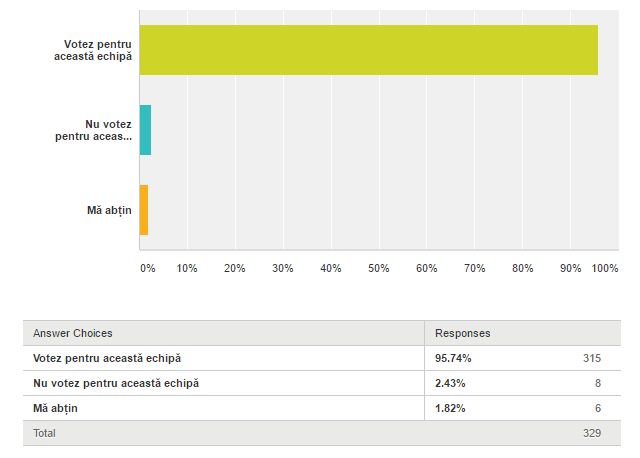 Votez pentru
această echipă
Nu votez
pentru aceas...
Mă abțin
0% 10% 20% 30% 40% 50% 60% 70% 80% 90% 100%
Answer Choices Responses
Votez pentru această echipă 95.74% 315
Nu votez pentru această echipă 2.43% 8
Mă abțin 1.82% 6
Total 329